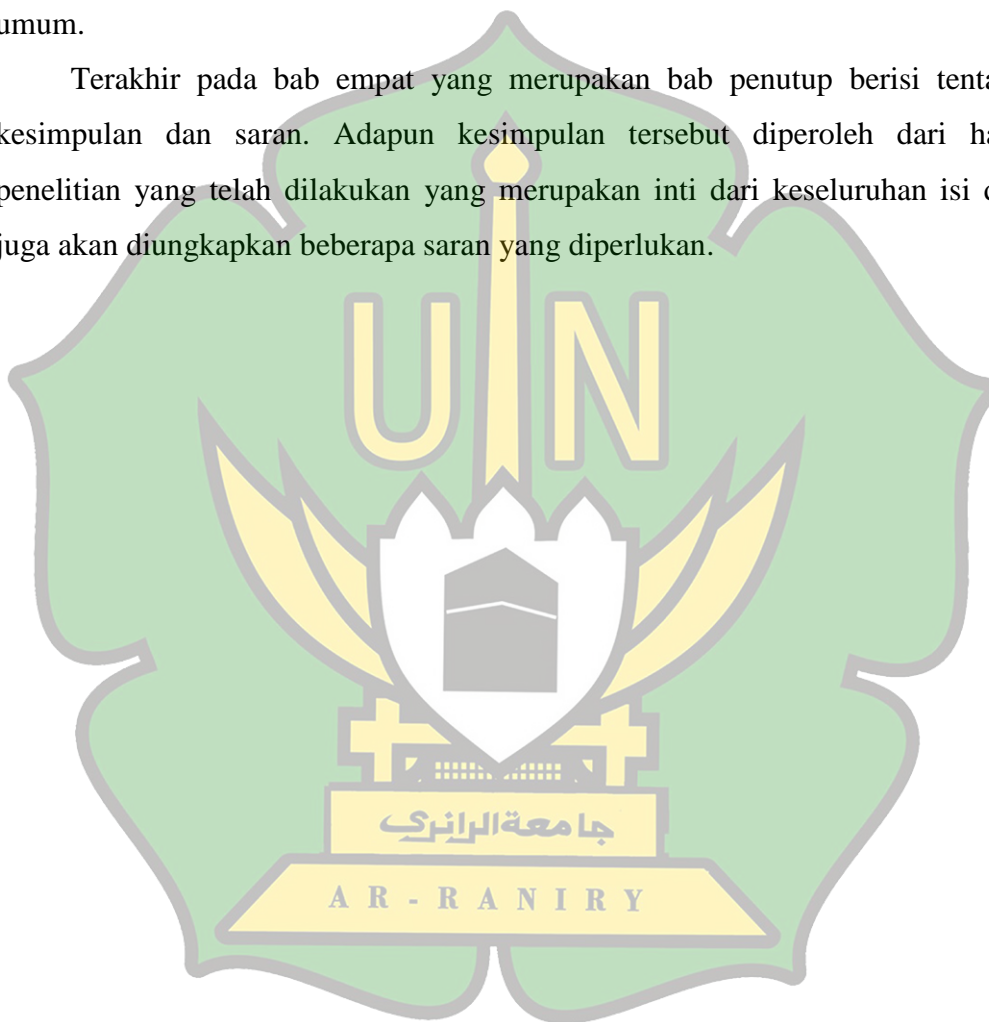 umum.
Terakhir pada bab empat yang merupakan bab penutup berisi tenta
kesimpulan dan saran. Adapun kesimpulan tersebut diperoleh dari ha
penelitian yang telah dilakukan yang merupakan inti dari keseluruhan isi d
juga akan diungkapkan beberapa saran yang diperlukan.
UIN
جامعة الرانري
AR-RANIRY